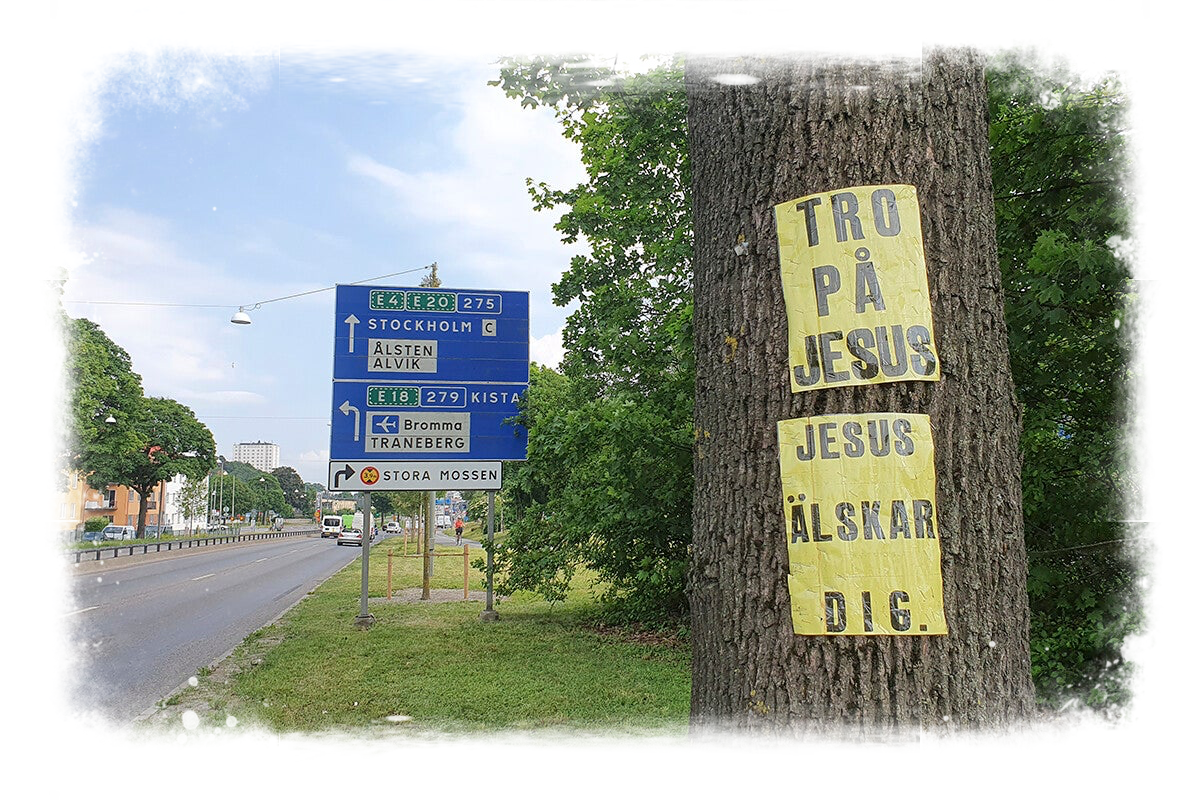 E4 E20 275
STOCKHOLM C
ÅLSTEN
ALVIK
E18 279 KISTA
Bromma
TRANEBERG
STORA MOSSEN
TRO
PÅ
JESUS
JESUS
ÄLSKAR
DIG.